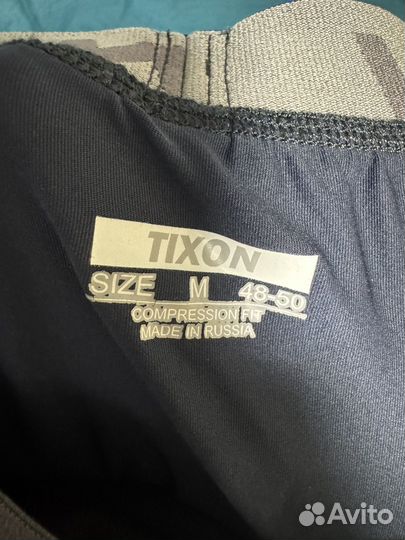 TIXON
SIZE M 48-50
COMPRESSION FIT
MADE IN RUSSIA
Avito